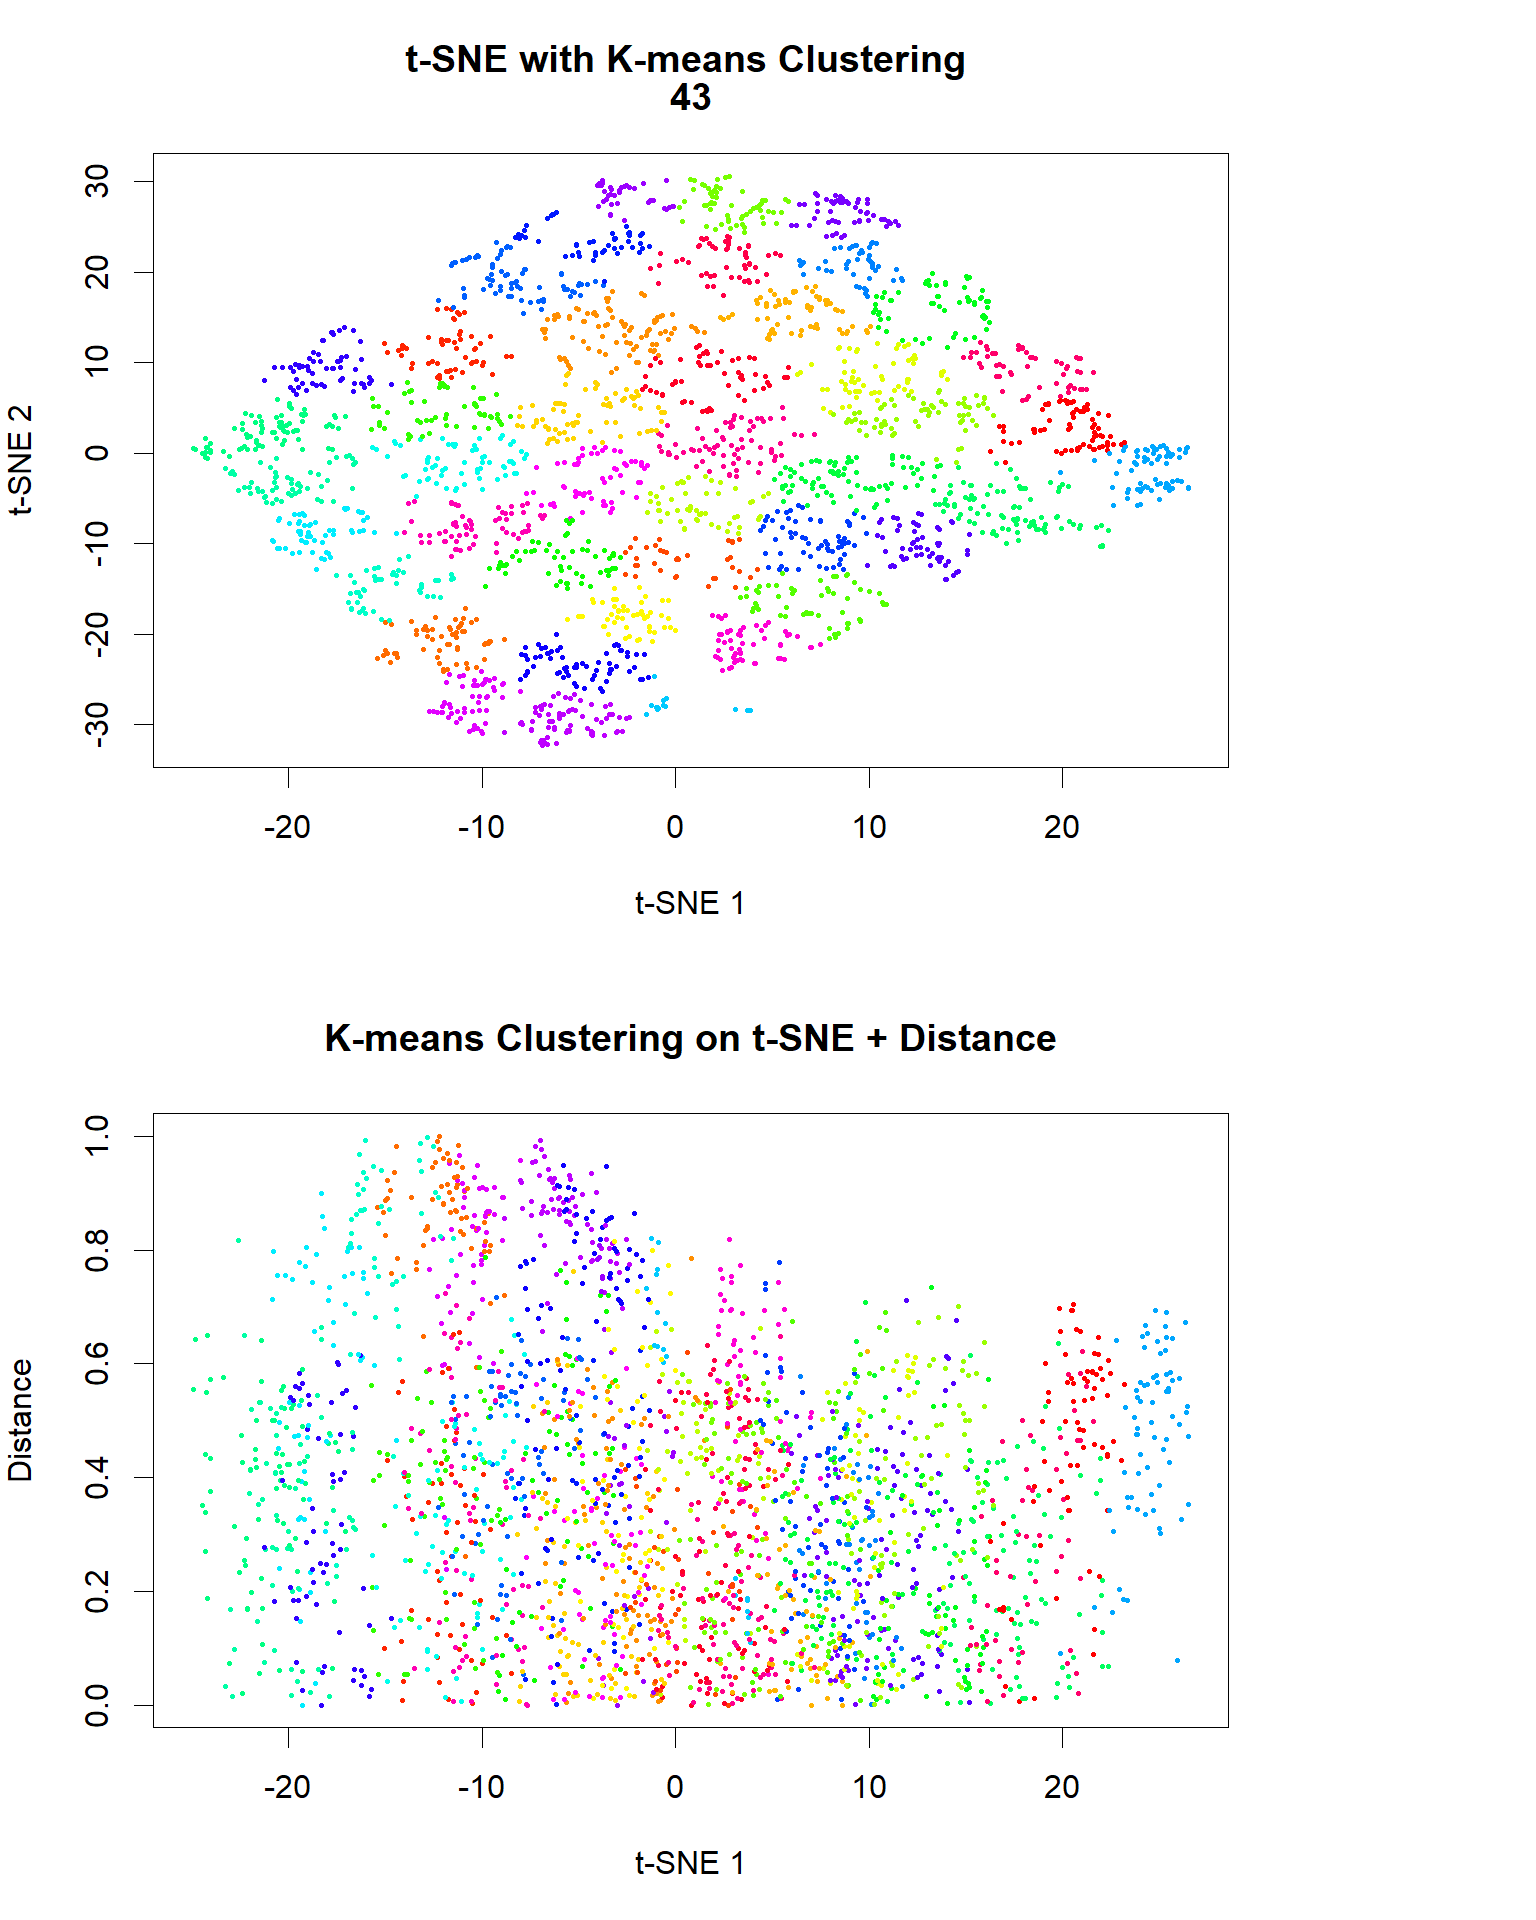 t-SNE with K-means Clustering
43
t-SNE 2
30
20
10
0
-10
-20
-30
-20 -10 0 10 20
t-SNE 1
K-means Clustering on t-SNE + Distance
Distance
1.0
0.8
0.6
0.4
0.2
0.0
-20 -10 0 10 20
t-SNE 1